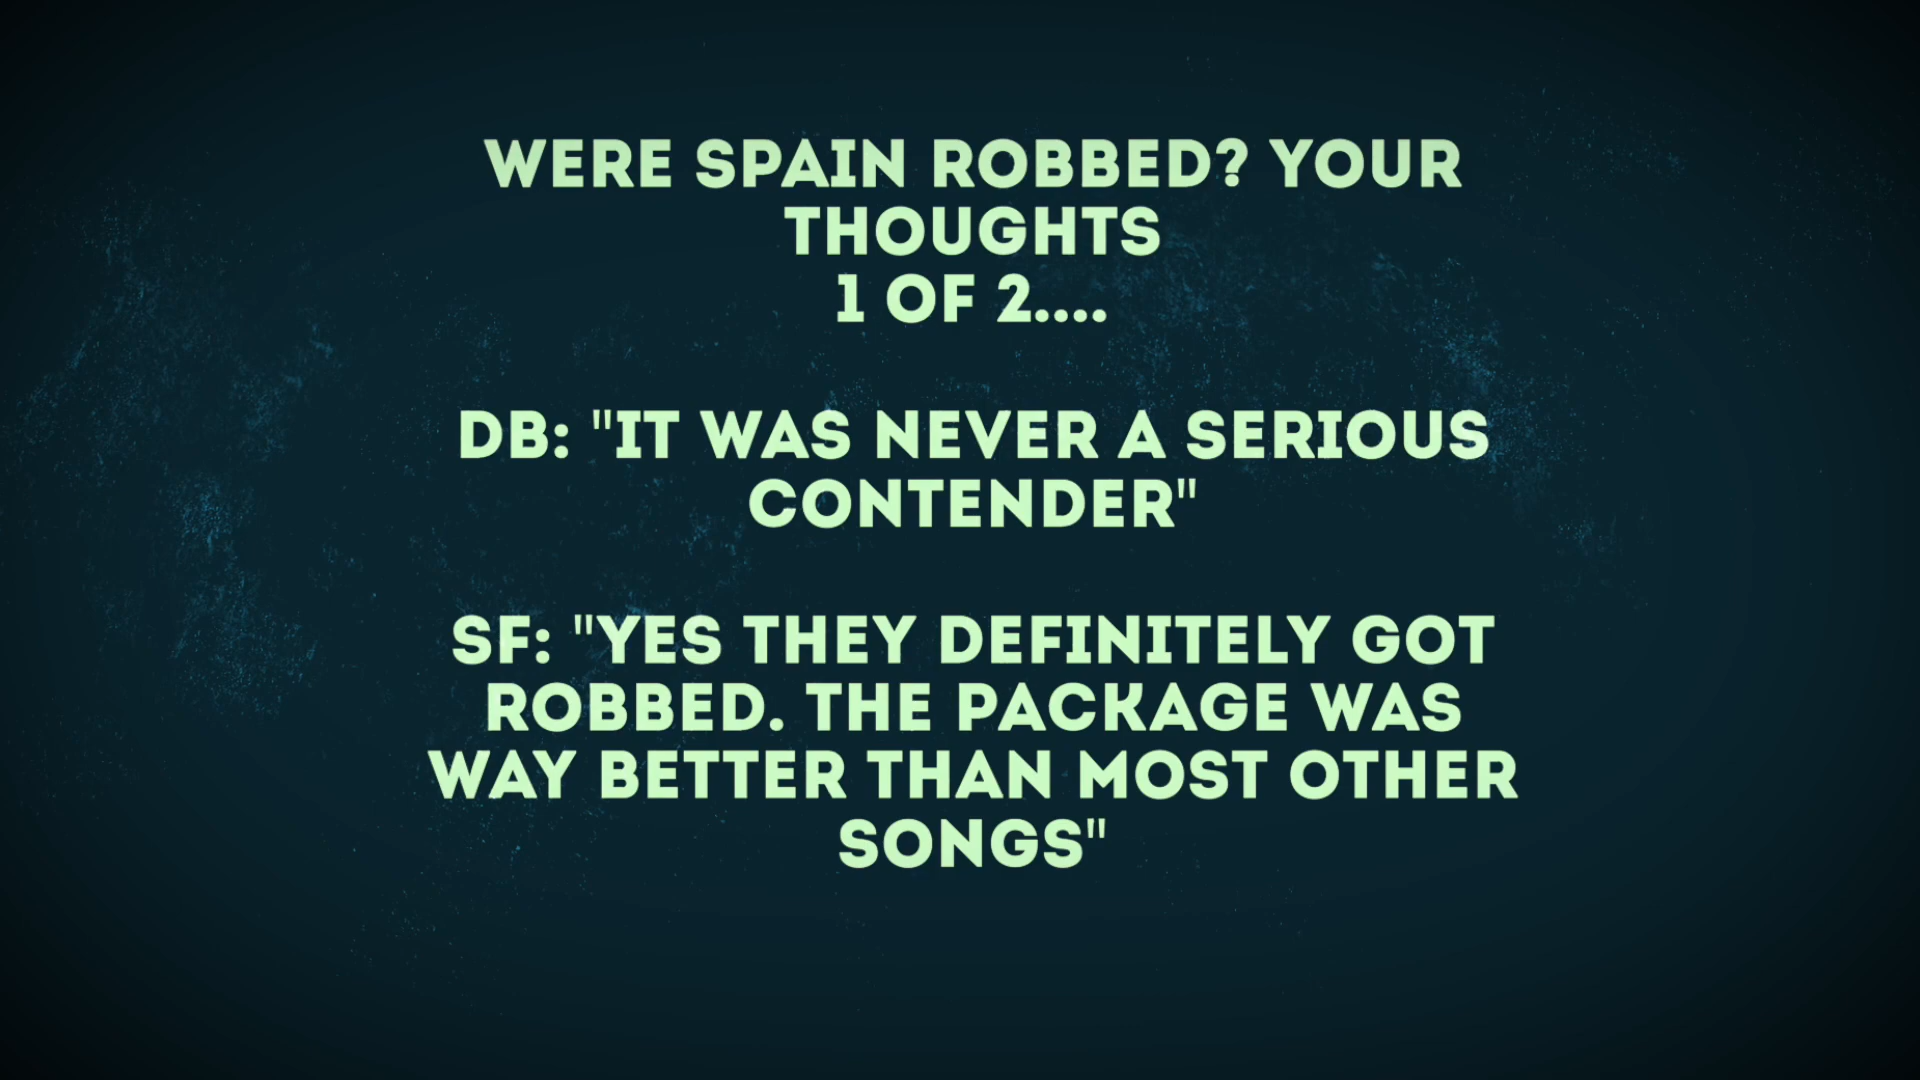 WERE SPAIN ROBBED? YOUR
THOUGHTS
1 OF 2....
DB: "IT WAS NEVER A SERIOUS
CONTENDER"
SF: "YES THEY DEFINITELY GOT
ROBBED. THE PACKAGE WAS
WAY BETTER THAN MOST OTHER
SONGS"